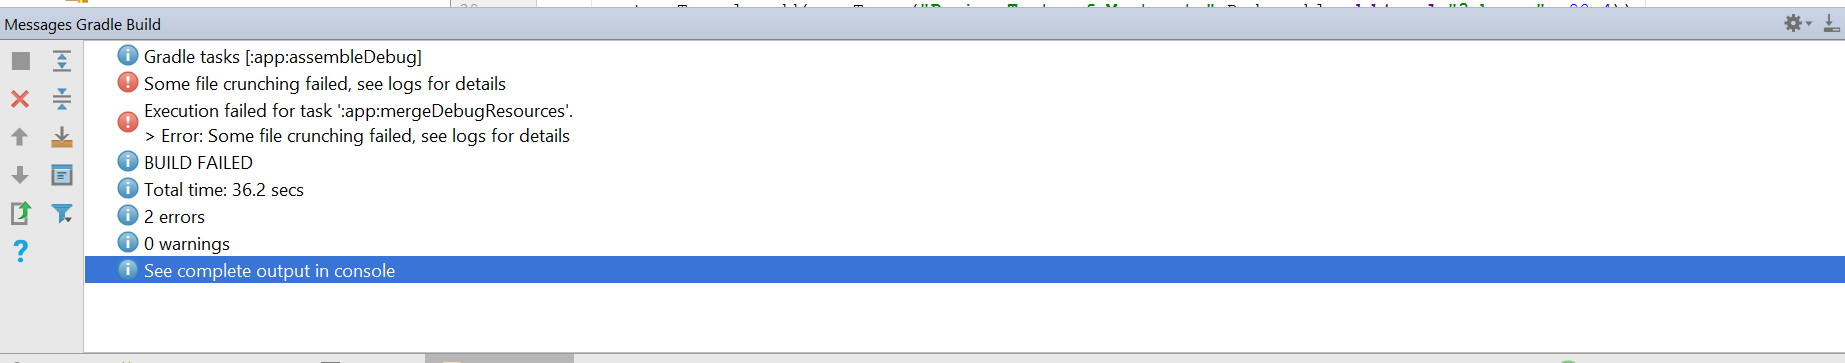 Messages Gradle Build
Gradle tasks [:app:assembleDebug]
Some file crunching failed, see logs for details
Execution failed for task ':app:mergeDebugResources'.
> Error: Some file crunching failed, see logs for details
BUILD FAILED
Total time: 36.2 secs
2 errors
0 warnings
See complete output in console